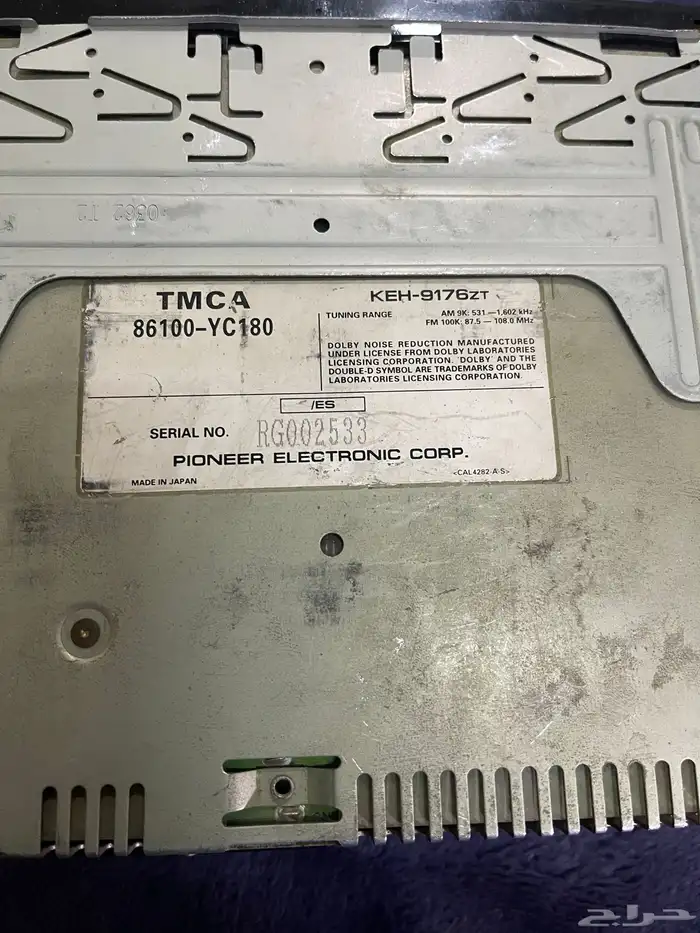 TMCA
86100-YC180
KEH-9176ZT
TUNING RANGE
AM 9K: 531 — 1,602 kHz
FM 100K: 87.5 — 108.0 MHz
DOLBY NOISE REDUCTION MANUFACTURED
UNDER LICENSE FROM DOLBY LABORATORIES
LICENSING CORPORATION. "DOLBY" AND THE
DOUBLE-D SYMBOL ARE TRADEMARKS OF DOLBY
LABORATORIES LICENSING CORPORATION.
/ES
SERIAL NO. RG002533
PIONEER ELECTRONIC CORP.
MADE IN JAPAN
<CAL4282-A S>
حراج